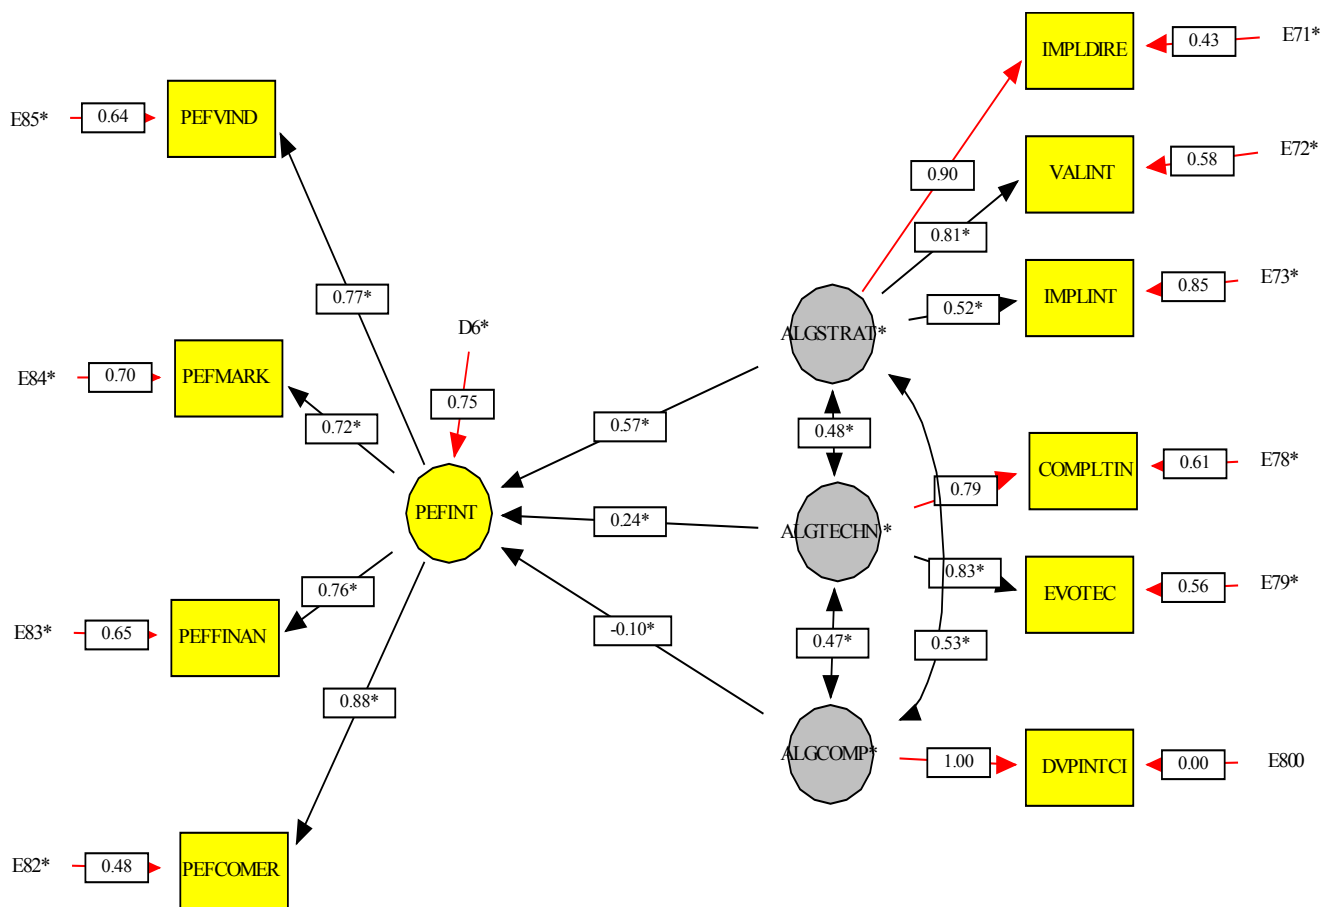 E71*
0.43
IMPLDIRE
E85*
0.64
PEFVIND
E72*
0.58
VALINT
0.90
0.81*
E73*
0.85
IMPLINT
0.52*
0.77*
D6*
ALGSTRAT*
E84*
0.70
PEFMARK
0.75
0.72*
0.57*
0.48*
COMPLTIN
0.61
E78*
0.79
PEFINT
0.24*
ALGTECHN*
0.83*
EVOTEC
0.56
E79*
0.76*
E83*
0.65
PEFFINAN
-0.10*
0.47*
0.53*
0.88*
ALGCOMP*
1.00
DVPINTCI
0.00
E800
E82*
0.48
PEFCOMER